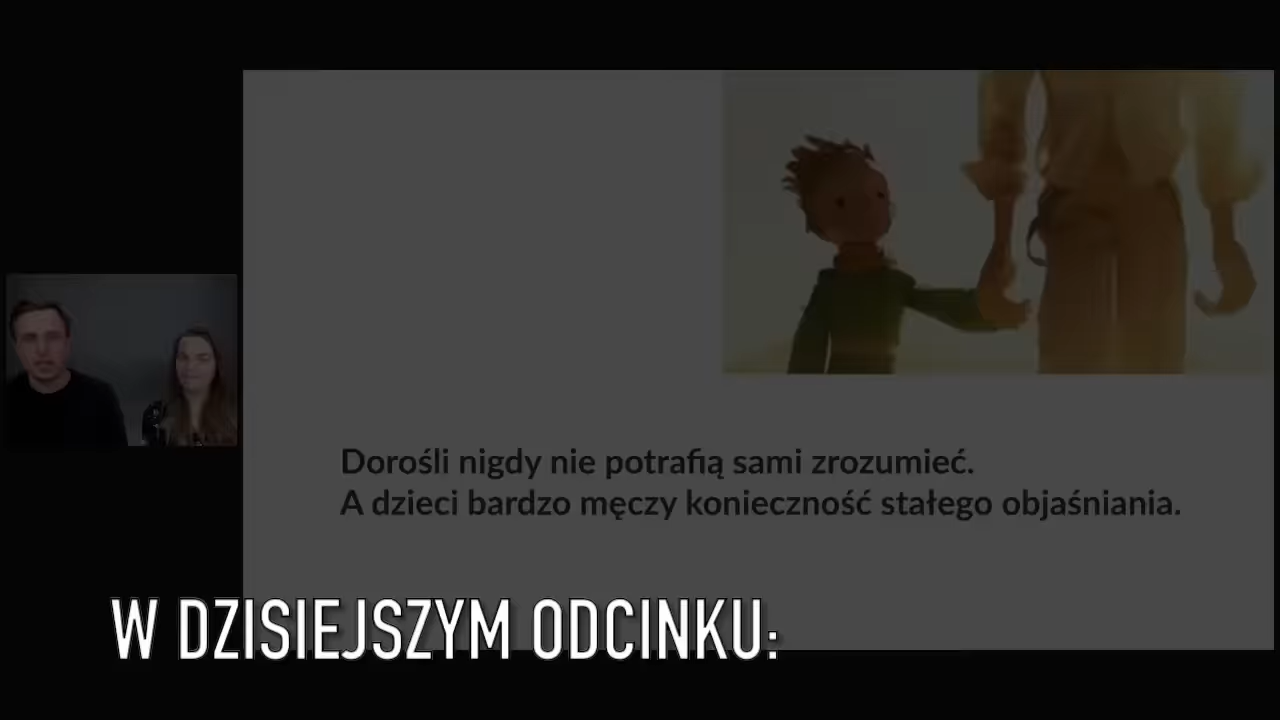 Dorośli nigdy nie potrafią sami zrozumieć.
A dzieci bardzo męczy konieczność stałego objaśniania.
W DZISIEJSZYM ODCINKU: